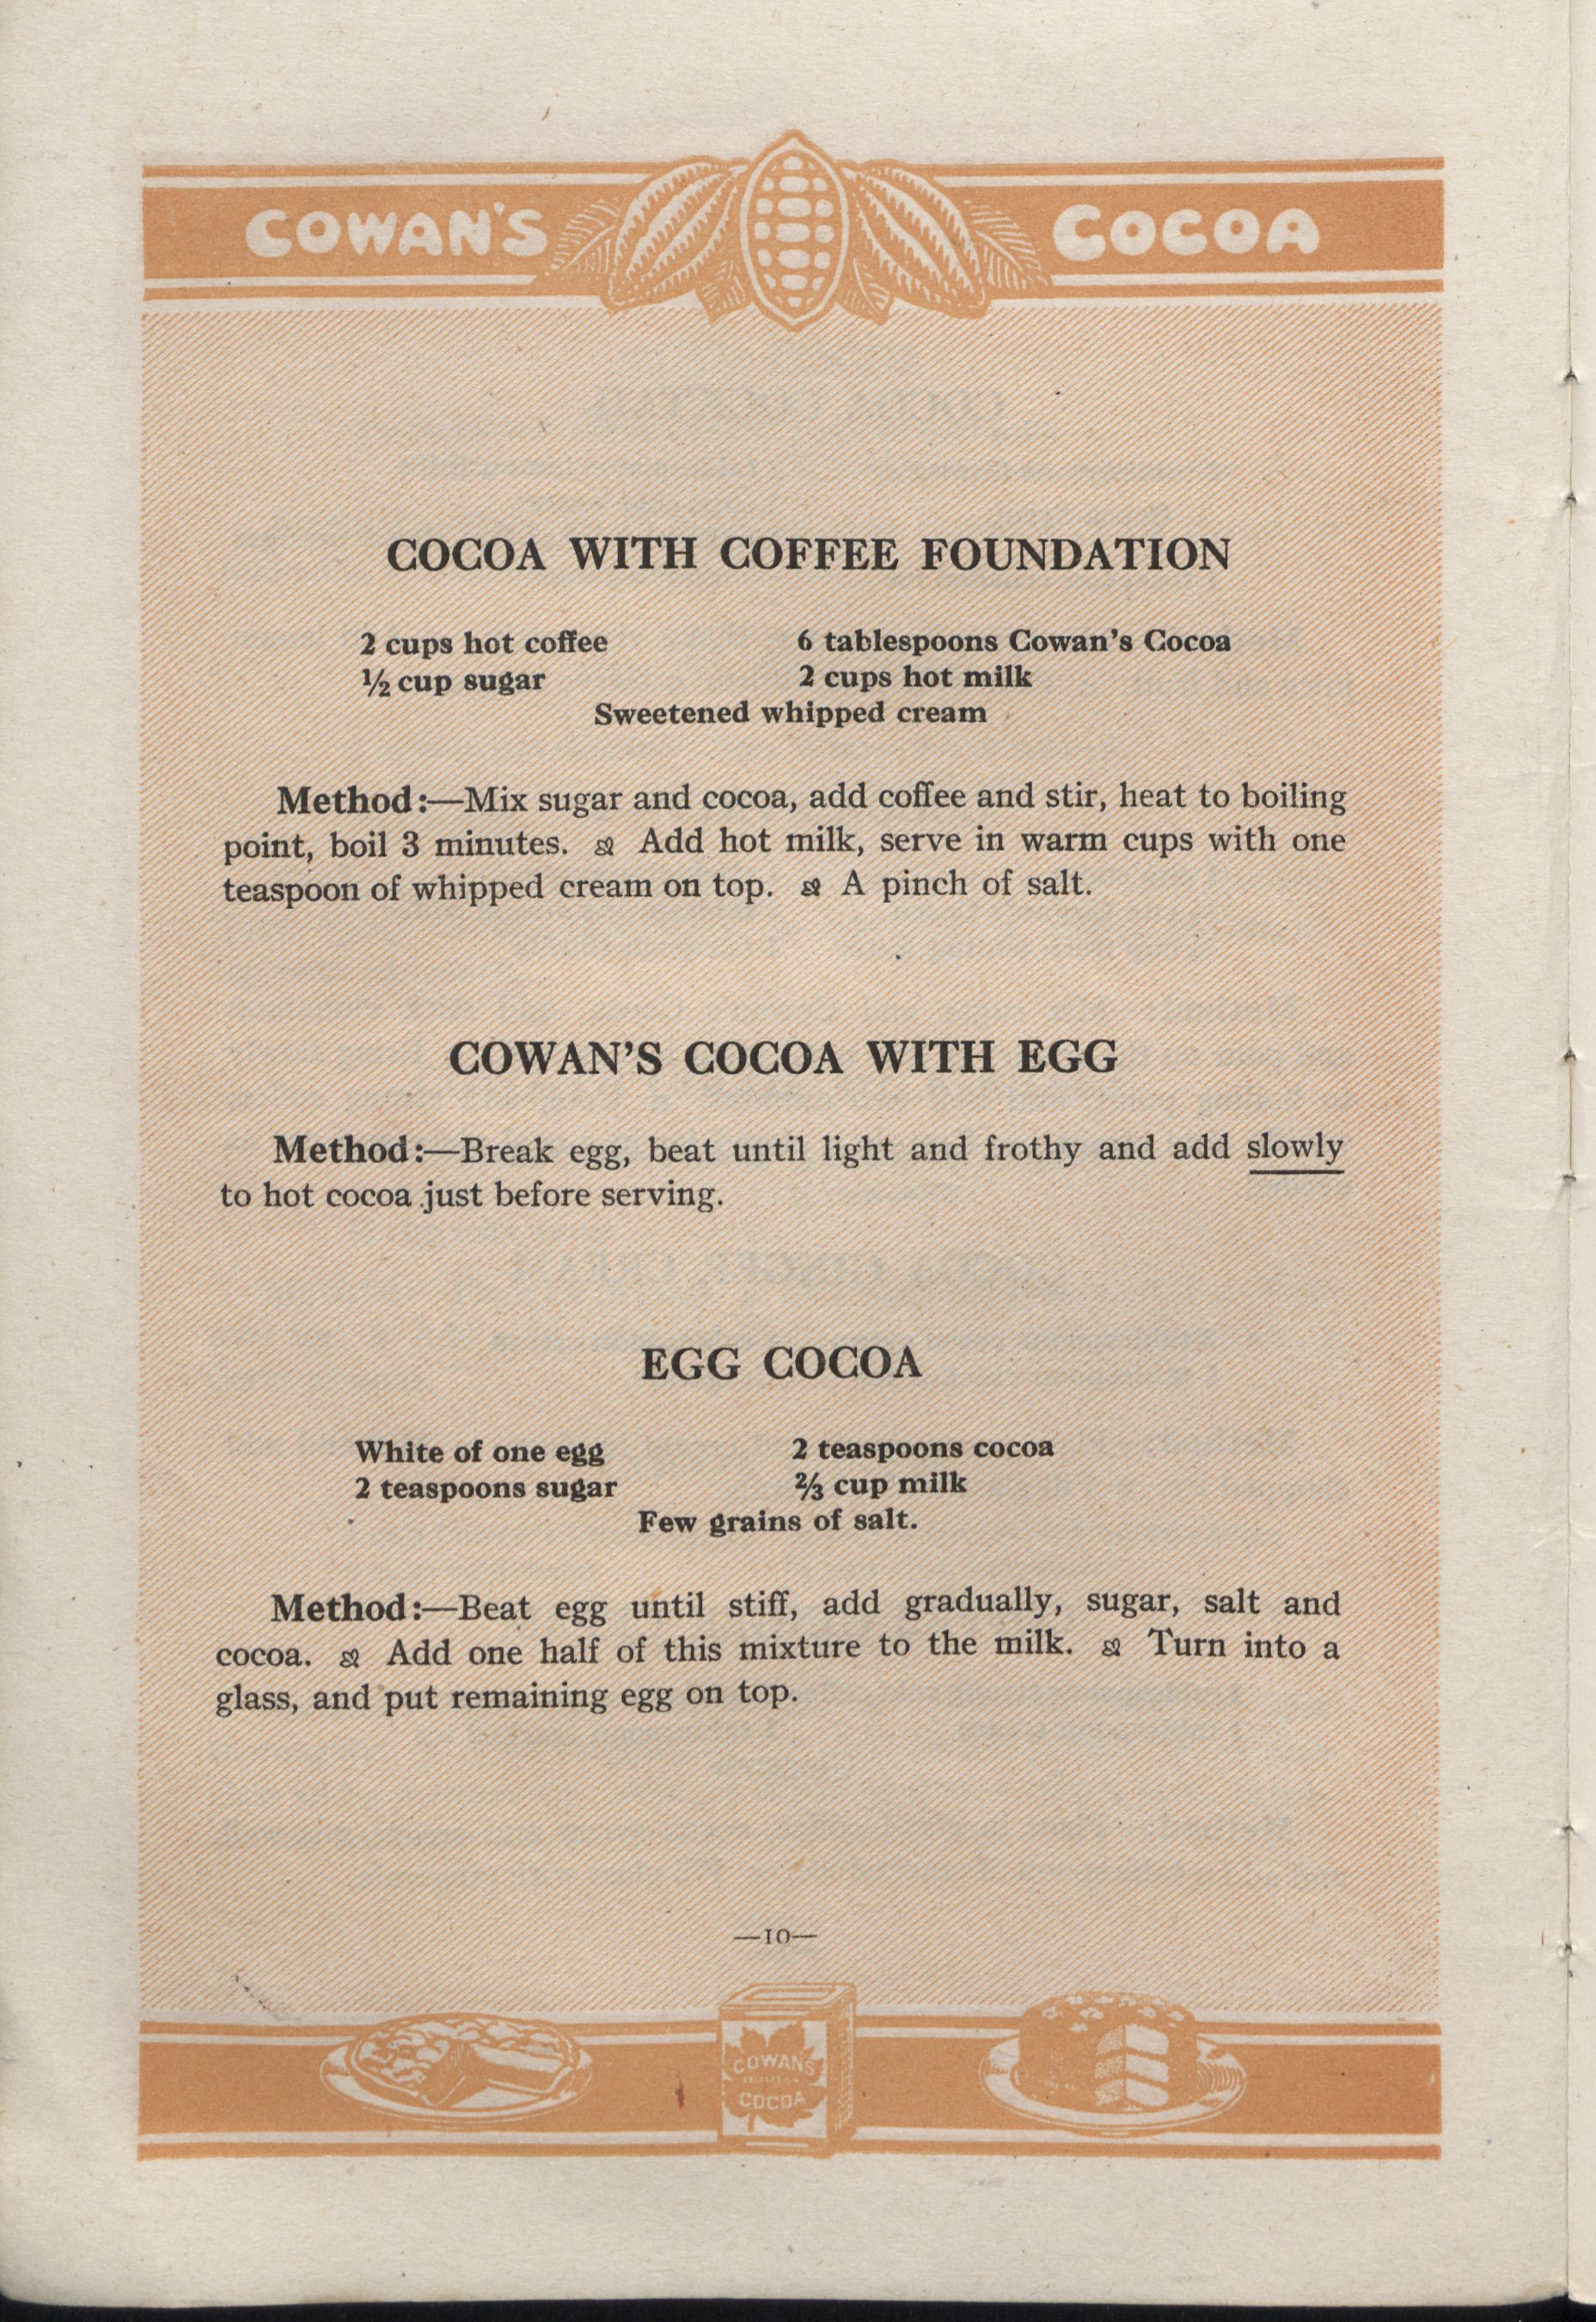 COWAN'S COCOA
COCOA WITH COFFEE FOUNDATION
2 cups hot coffee 6 tablespoons Cowan's Cocoa
½ cup sugar 2 cups hot milk
Sweetened whipped cream
Method:—Mix sugar and cocoa, add coffee and stir, heat to boiling
point, boil 3 minutes. Add hot milk, serve in warm cups with one
teaspoon of whipped cream on top. A pinch of salt.
COWAN'S COCOA WITH EGG
Method:—Break egg, beat until light and frothy and add slowly
to hot cocoa just before serving.
EGG COCOA
White of one egg 2 teaspoons cocoa
2 teaspoons sugar ⅔ cup milk
Few grains of salt.
Method:—Beat egg until stiff, add gradually, sugar, salt and
cocoa. Add one half of this mixture to the milk. Turn into a
glass, and put remaining egg on top.
—10—
COWANS
COCOA